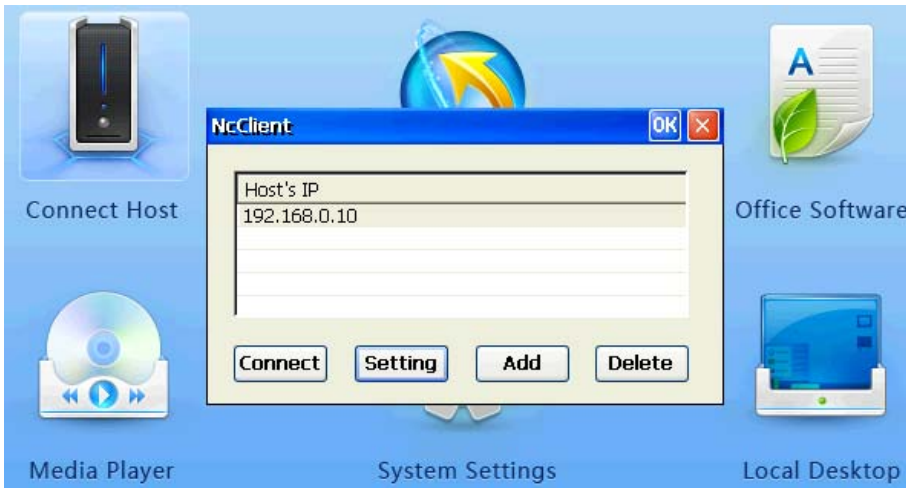 A
NcClient
OK
Host's IP
192.168.0.10
Connect Host
Office Software
Connect
Setting
Add
Delete
Media Player
System Settings
Local Desktop